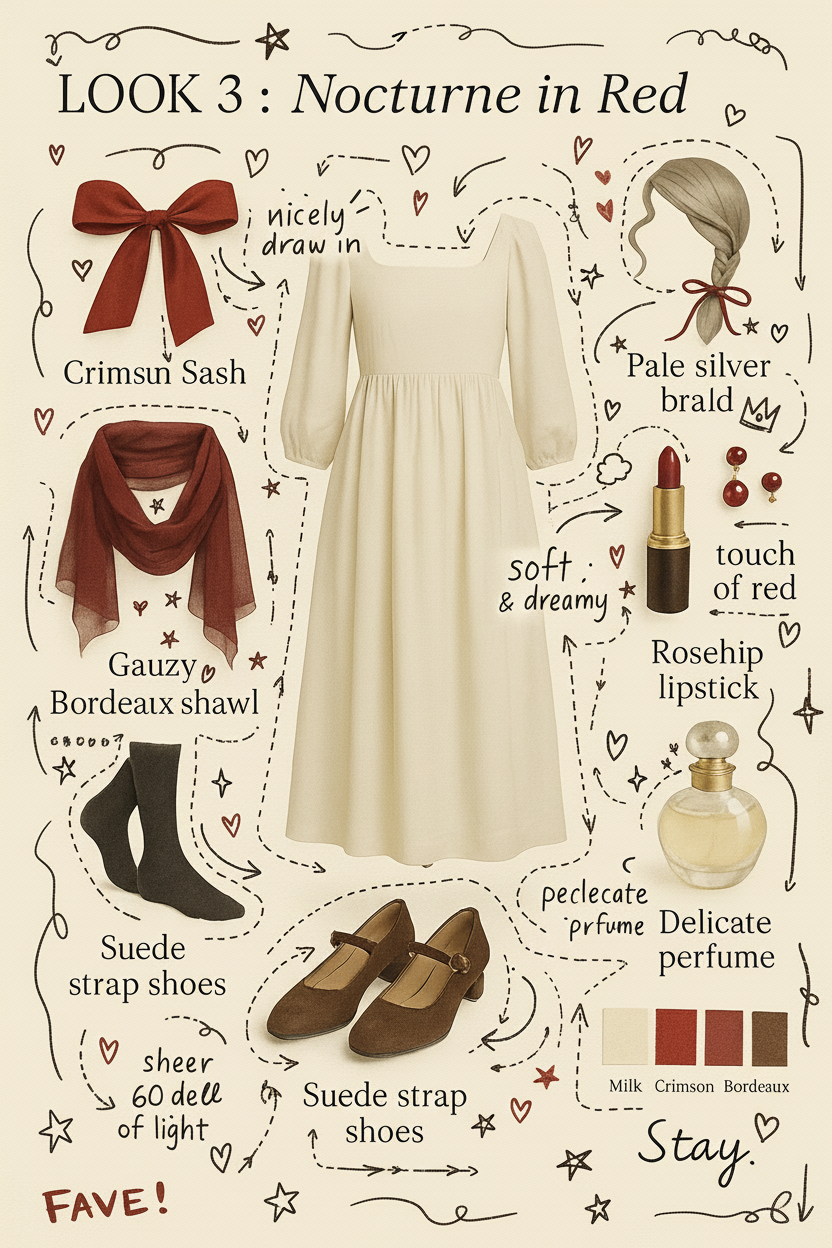 LOOK 3 : Nocturne in Red
nicely
draw in
Crimsun Sash
Pale silver
brald
touch
of red
soft
& dreamy
Rosehip
lipstick
Gauzy
Bordeaux shawl
peclecate
prfume
Delicate
perfume
Suede
strap shoes
Milk Crimson Bordeaux
sheer
60 dell
of light
Suede strap
shoes
Stay.
FAVE!